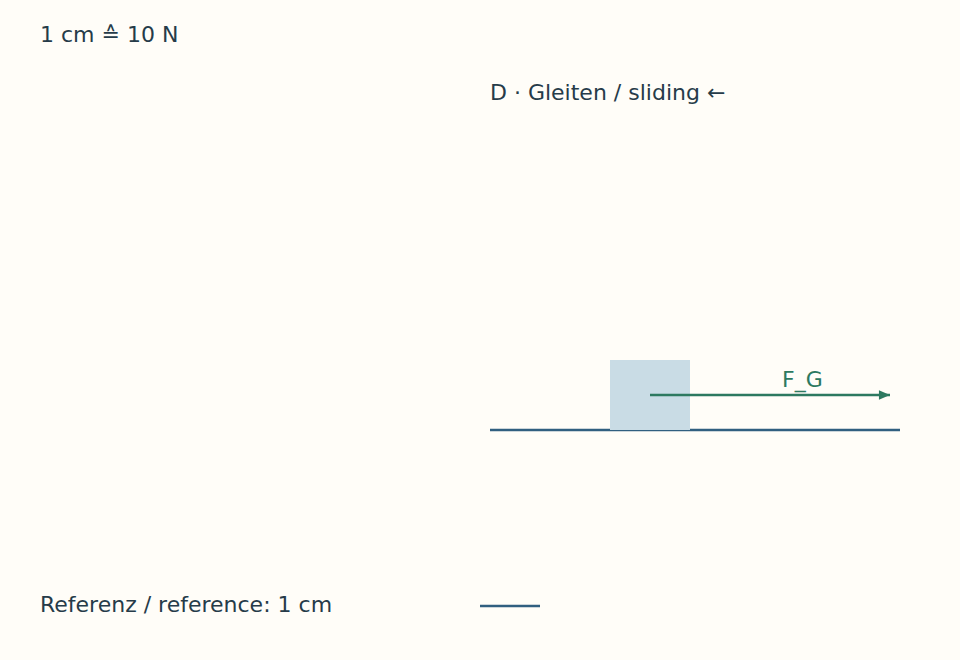 1 cm ≙ 10 N
D · Gleiten / sliding ←
F_G
Referenz / reference: 1 cm